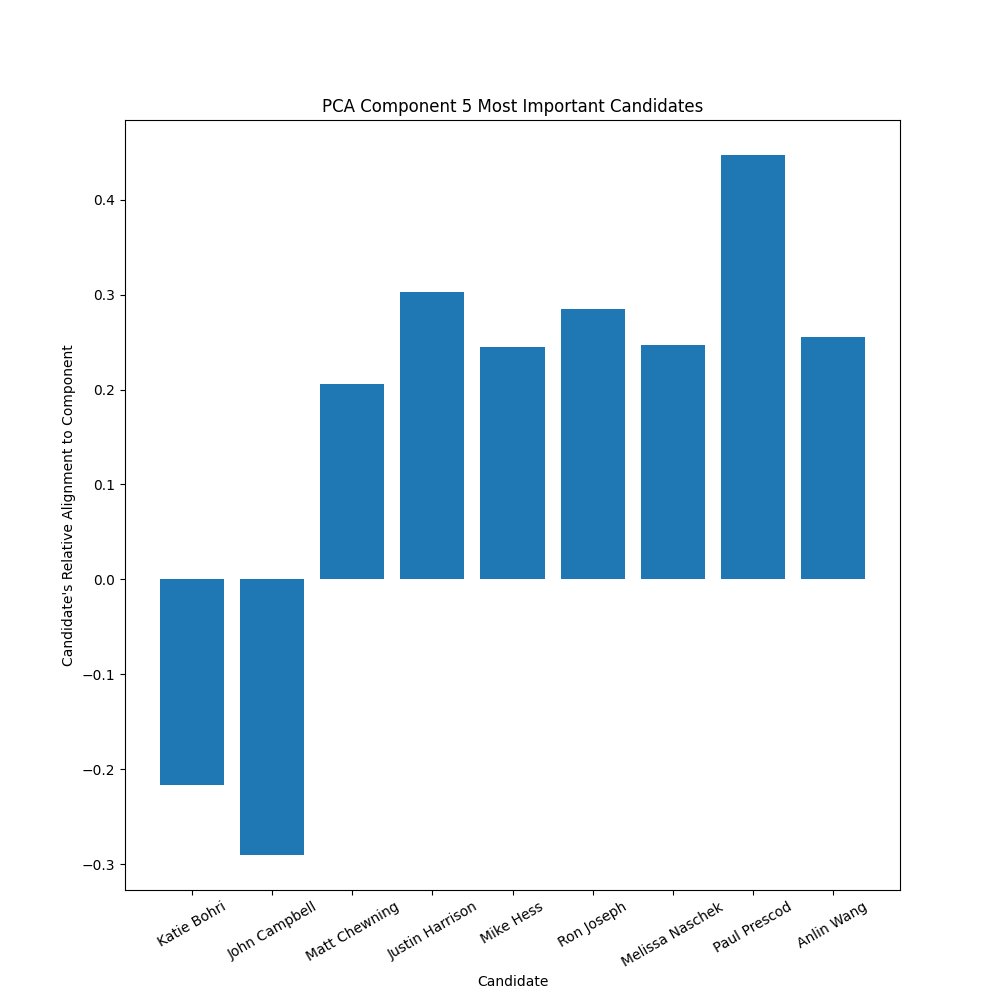 PCA Component 5 Most Important Candidates
Candidate's Relative Alignment to Component
0.4
0.3
0.2
0.1
0.0
−0.1
−0.2
−0.3
Katie Bohri
John Campbell
Matt Chewning
Justin Harrison
Mike Hess
Ron Joseph
Melissa Naschek
Paul Prescod
Anlin Wang
Candidate